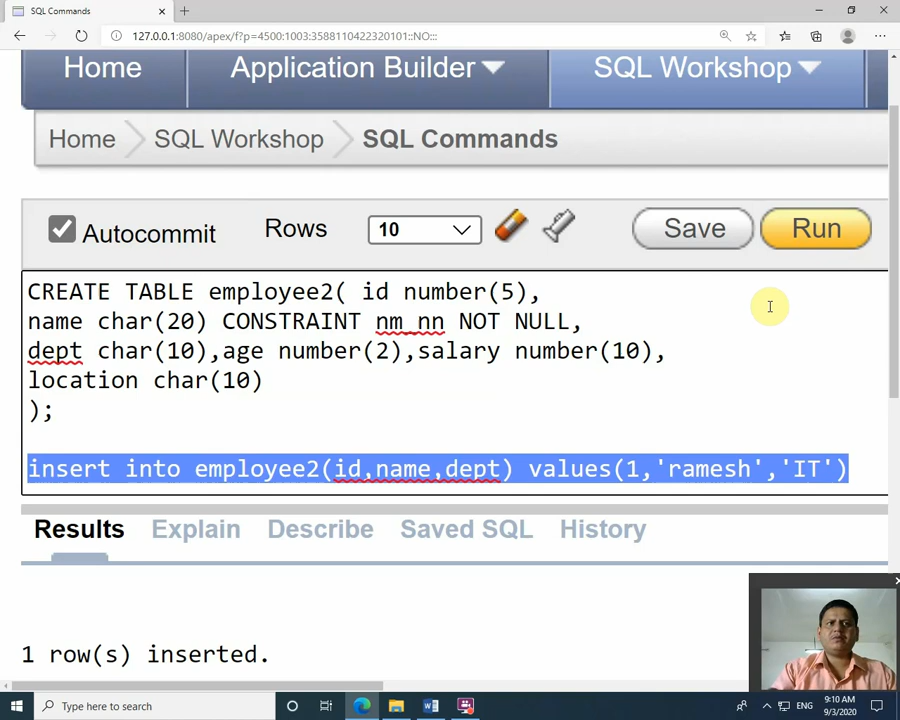 SQL Commands
127.0.0.1:8080/apex/f?p=4500:1003:3588110422320101::NO:::
Home
Application Builder
SQL Workshop
Home
SQL Workshop
SQL Commands
Autocommit
Rows
10
Save
Run
CREATE TABLE employee2( id number(5),
name char(20) CONSTRAINT nm_nn NOT NULL,
dept char(10),age number(2),salary number(10),
location char(10)
);
insert into employee2(id,name,dept) values(1,'ramesh','IT')
Results
Explain
Describe
Saved SQL
History
1 row(s) inserted.
Type here to search
ENG
9:10 AM
9/3/2020